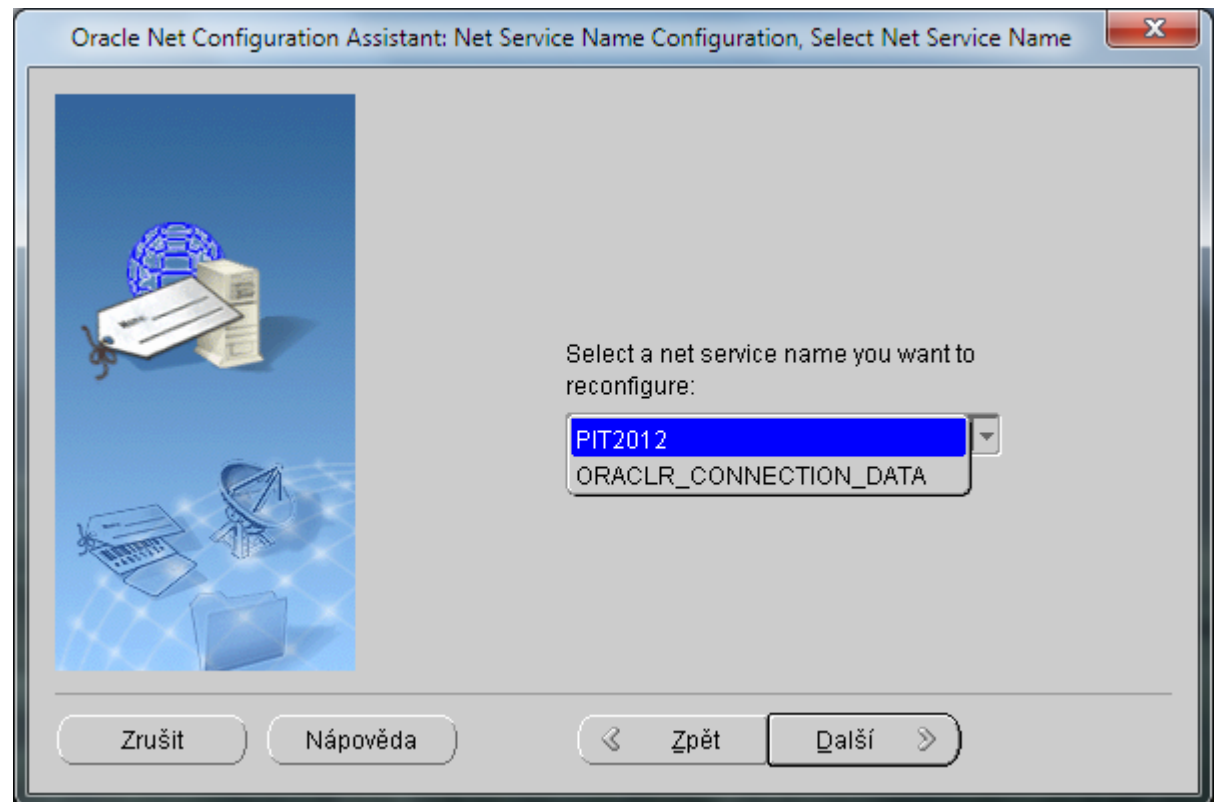 Oracle Net Configuration Assistant: Net Service Name Configuration, Select Net Service Name
Select a net service name you want to
reconfigure:
PIT2012
ORACLR_CONNECTION_DATA
Zrušit
Nápověda
Zpět
Další